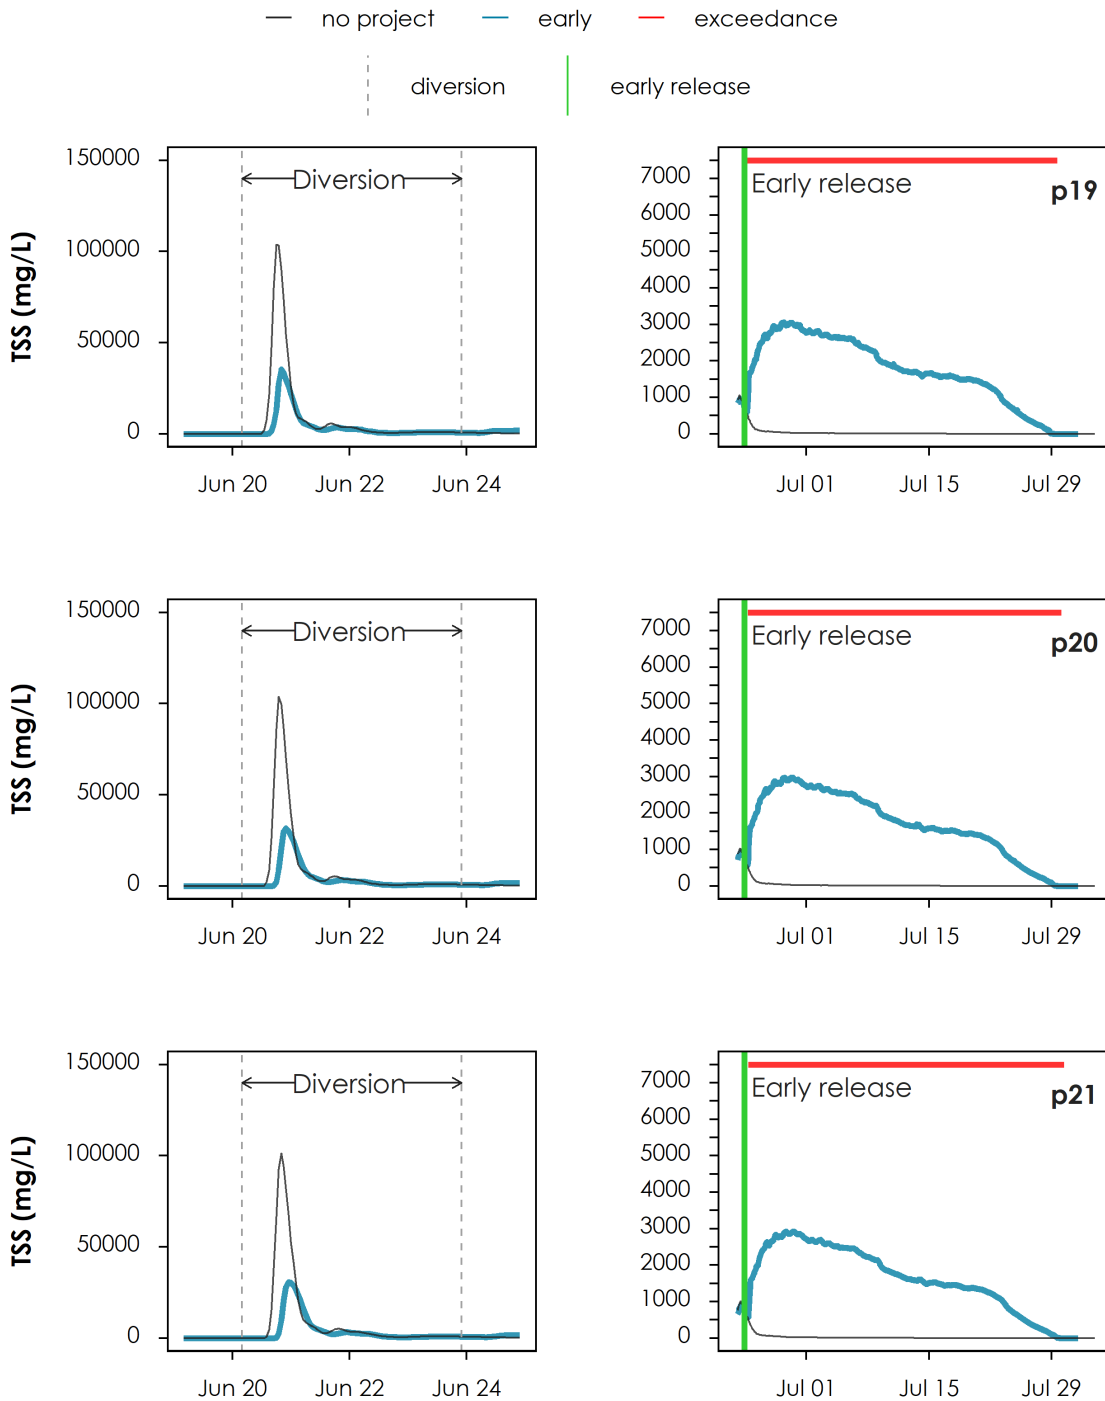 no project early exceedance
diversion early release
TSS (mg/L)
150000
100000
50000
0
Diversion
Jun 20 Jun 22 Jun 24
7000
6000
5000
4000
3000
2000
1000
0
Early release
p19
Jul 01 Jul 15 Jul 29
TSS (mg/L)
150000
100000
50000
0
Diversion
Jun 20 Jun 22 Jun 24
7000
6000
5000
4000
3000
2000
1000
0
Early release
p20
Jul 01 Jul 15 Jul 29
TSS (mg/L)
150000
100000
50000
0
Diversion
Jun 20 Jun 22 Jun 24
7000
6000
5000
4000
3000
2000
1000
0
Early release
p21
Jul 01 Jul 15 Jul 29